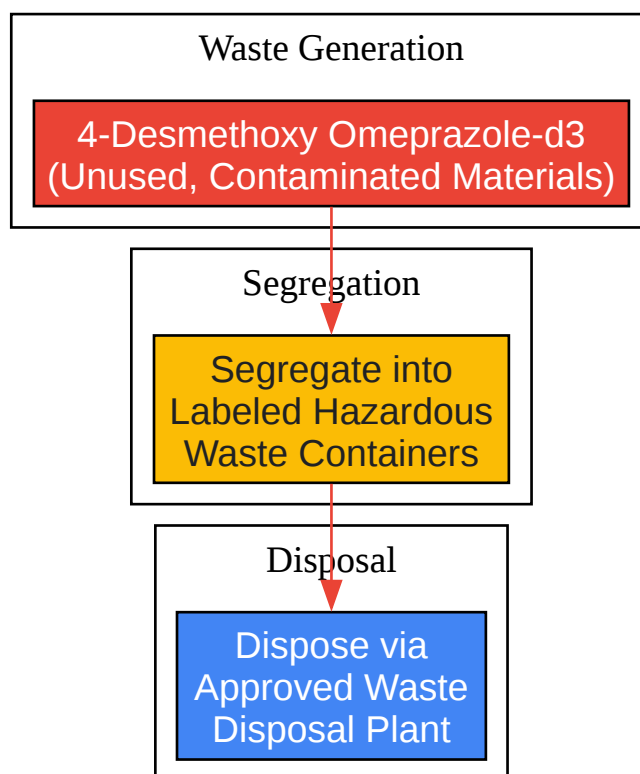 Waste Generation
4-Desmethoxy Omeprazole-d3
(Unused, Contaminated Materials)
Segregation
Segregate into
Labeled Hazardous
Waste Containers
Disposal
Dispose via
Approved Waste
Disposal Plant